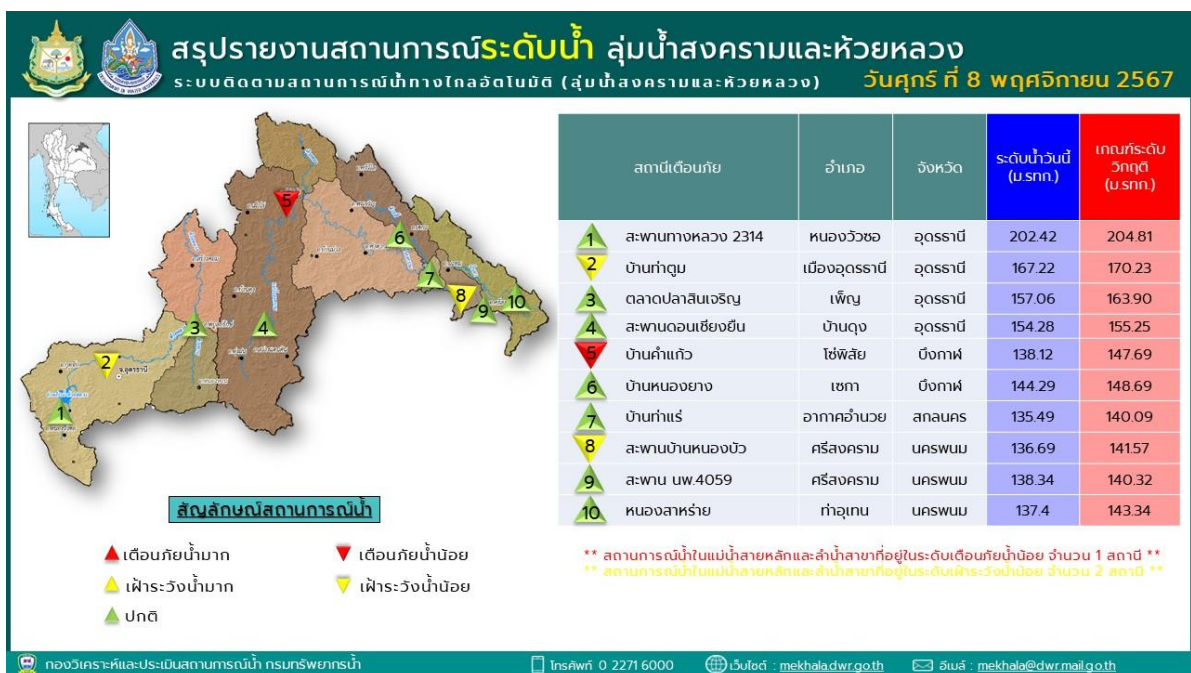 สรุปรายงานสถานการณ์ระดับน้ำ ลุ่มน้ำสงครามและห้วยหลวง
ระบบติดตามสถานการณ์น้ำทางไกลอัตโนมัติ (ลุ่มน้ำสงครามและห้วยหลวง) วันศุกร์ ที่ 8 พฤศจิกายน 2567
สถานีเตือนภัย อำเภอ จังหวัด ระดับน้ำวันนี้ (ม.รทก.) เกณฑ์ระดับวิกฤติ (ม.รทก.)
1 สะพานทางหลวง 2314 หนองวัวซอ อุดรธานี 202.42 204.81
2 บ้านท่าตูม เมืองอุดรธานี อุดรธานี 167.22 170.23
3 ตลาดปลาสินเจริญ เพ็ญ อุดรธานี 157.06 163.90
4 สะพานดอนเชียงยืน บ้านดุง อุดรธานี 154.28 155.25
5 บ้านคำแก้ว โซ่พิสัย บึงกาฬ 138.12 147.69
6 บ้านหนองยาง เซกา บึงกาฬ 144.29 148.69
7 บ้านท่าแร่ อากาศอำนวย สกลนคร 135.49 140.09
8 สะพานบ้านหนองบัว ศรีสงคราม นครพนม 136.69 141.57
9 สะพาน นพ.4059 ศรีสงคราม นครพนม 138.34 140.32
10 หนองสาหร่าย ท่าอุเทน นครพนม 137.4 143.34
5
6
7
8
9
10
3
4
2
1
สัญลักษณ์สถานการณ์น้ำ
เตือนภัยน้ำมาก เตือนภัยน้ำน้อย
เฝ้าระวังน้ำมาก เฝ้าระวังน้ำน้อย
ปกติ
** สถานการณ์น้ำในแม่น้ำสายหลักและลำน้ำสาขาที่อยู่ในระดับเตือนภัยน้ำน้อย จำนวน 1 สถานี **
** สถานการณ์น้ำในแม่น้ำสายหลักและลำน้ำสาขาที่อยู่ในระดับเฝ้าระวังน้ำน้อย จำนวน 2 สถานี **
กองวิเคราะห์และประเมินสถานการณ์น้ำ กรมทรัพยากรน้ำ โทรศัพท์ 0 2271 6000 เว็บไซต์ : mekhala.dwr.go.th อีเมล์ : mekhala@dwr.mail.go.th